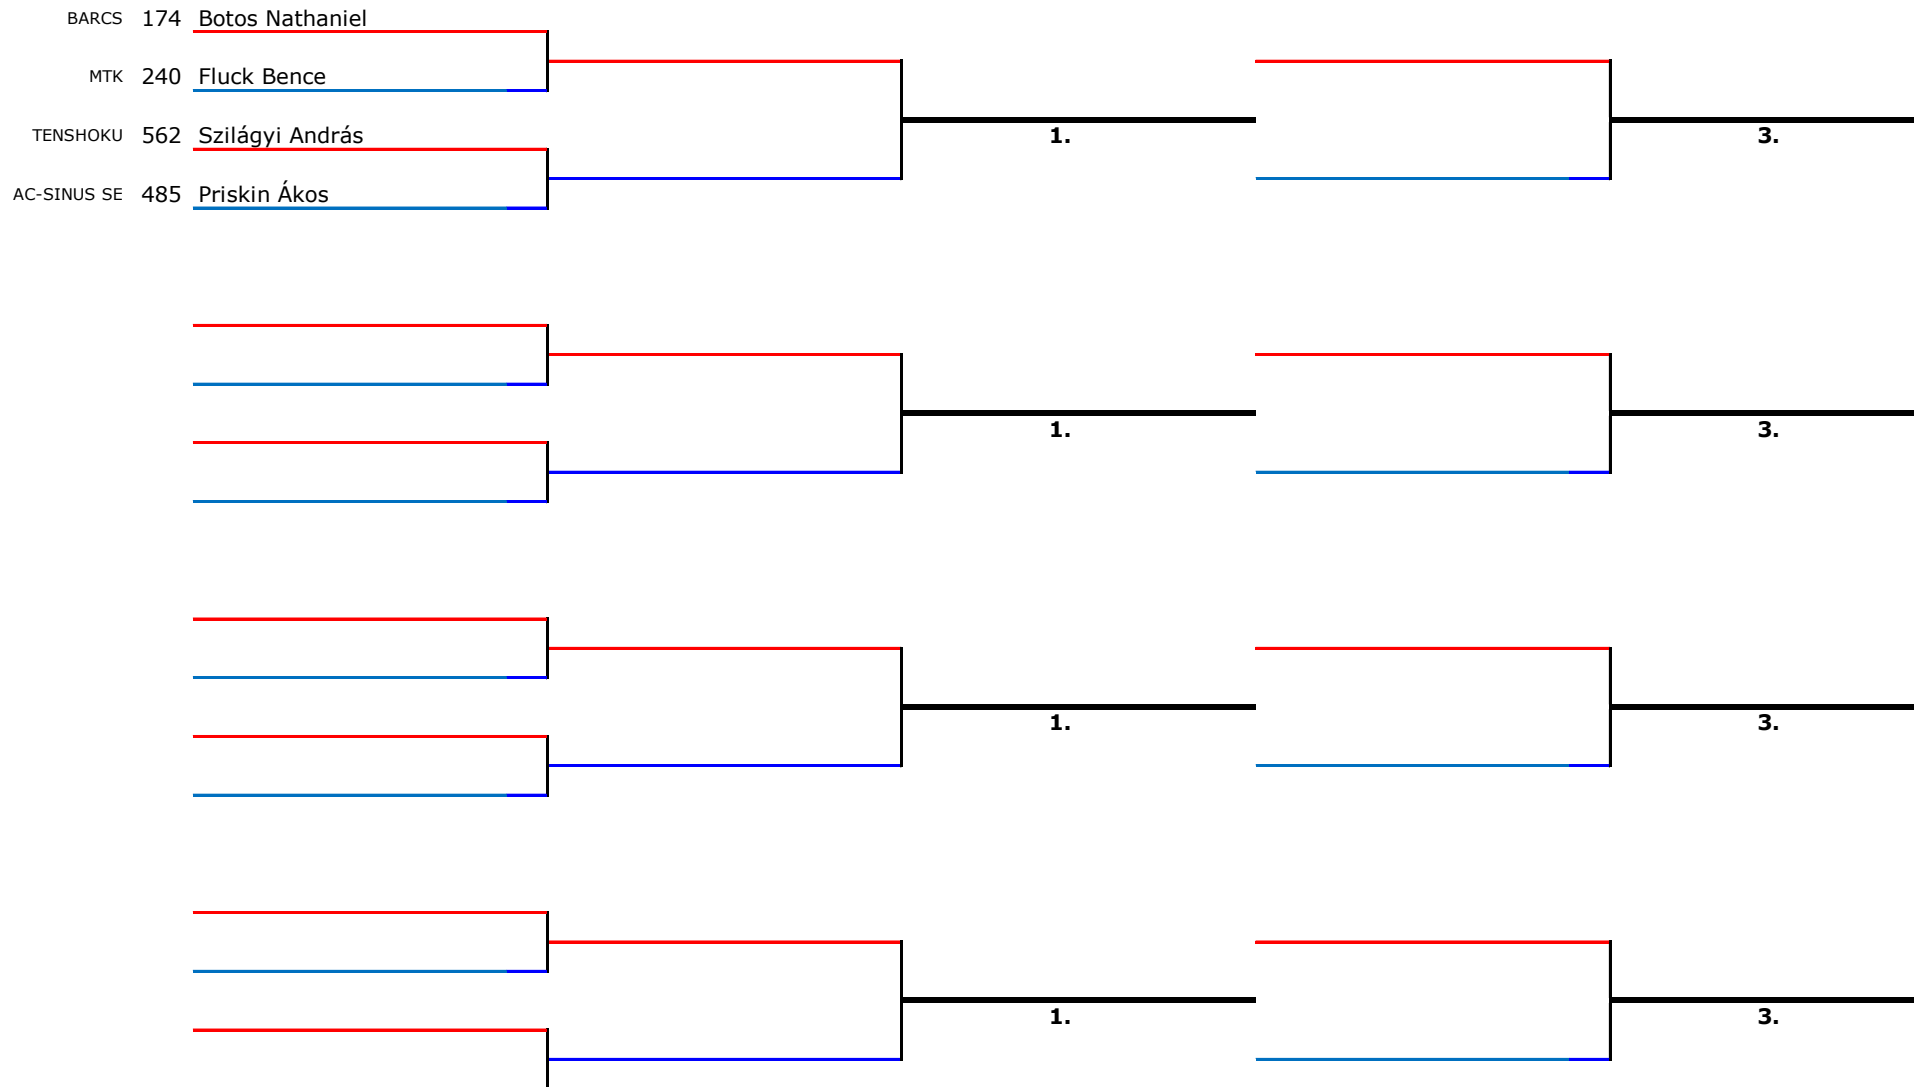 BARCS 174 Botos Nathaniel
MTK 240 Fluck Bence
1. 3.
TENSHOKU 562 Szilágyi András
AC-SINUS SE 485 Priskin Ákos
1. 3.
1. 3.
1. 3.